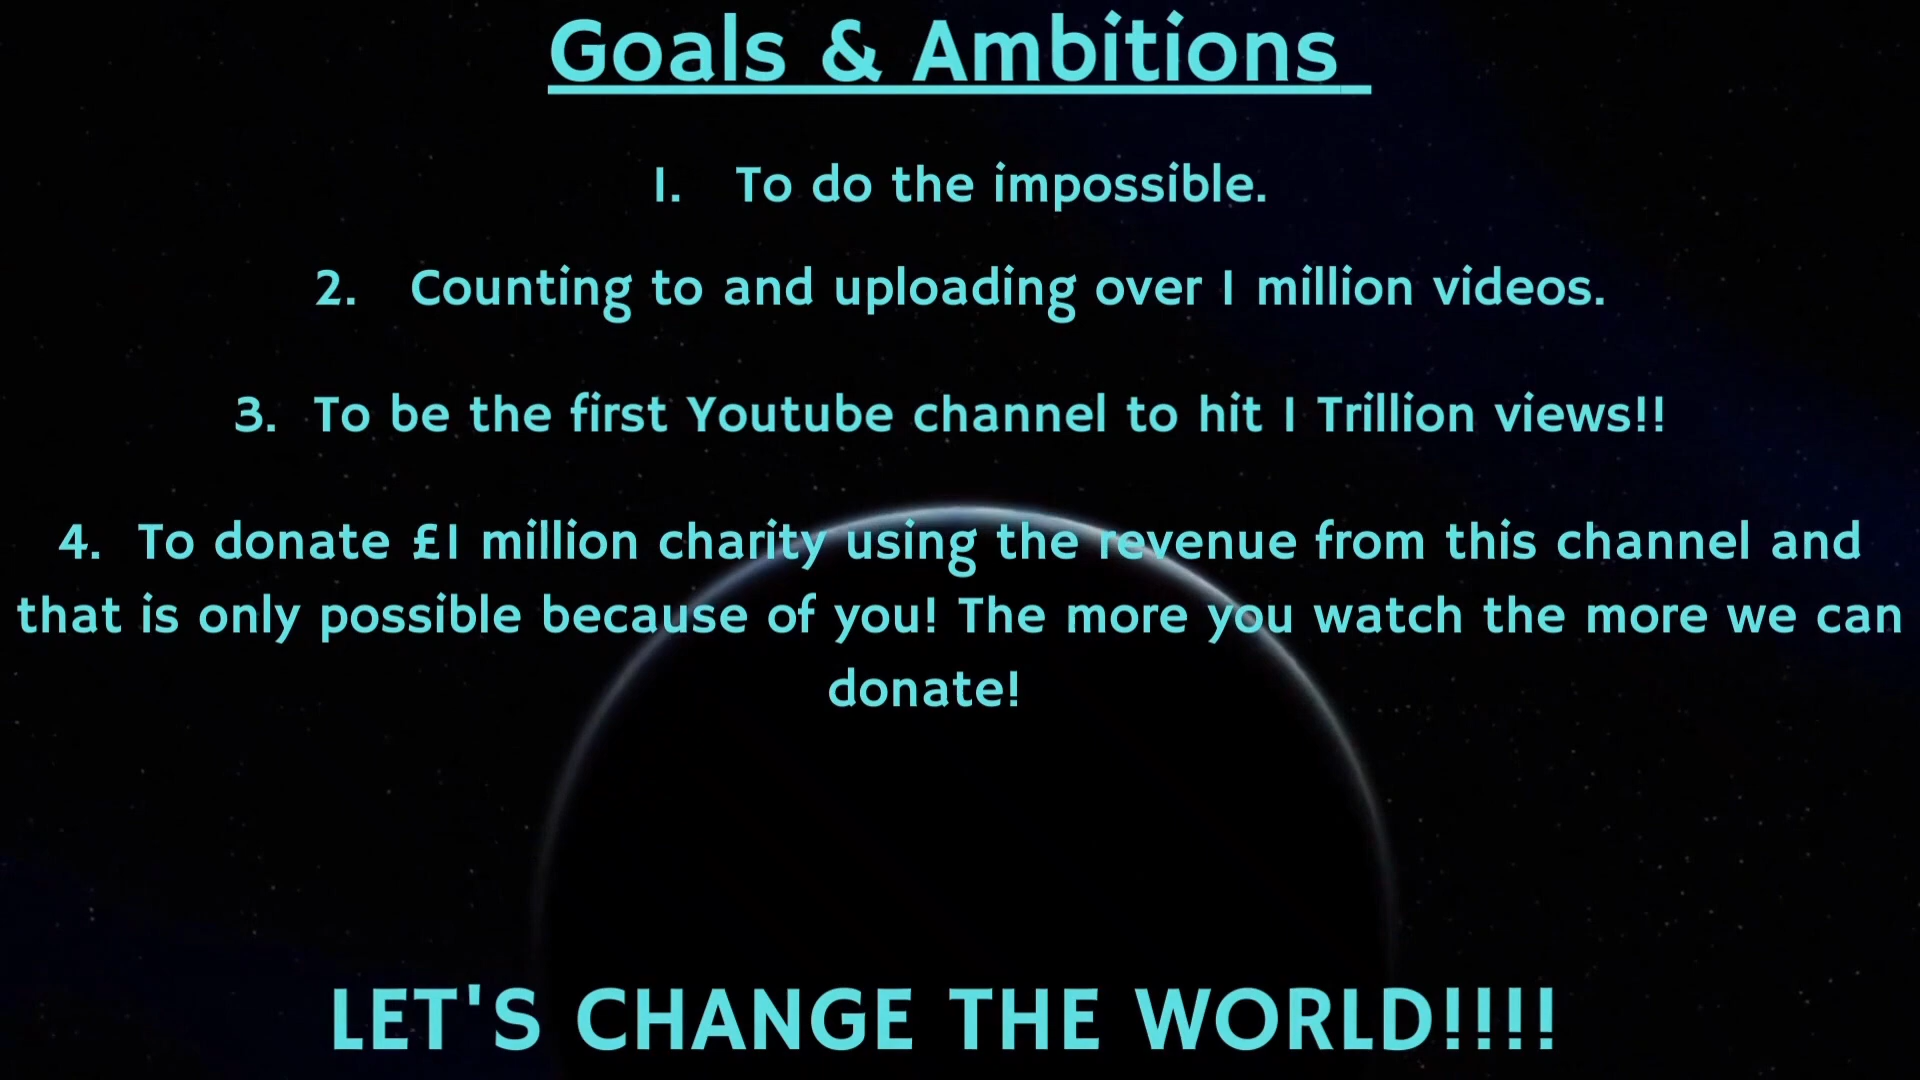 Goals & Ambitions
1. To do the impossible.
2. Counting to and uploading over 1 million videos.
3. To be the first Youtube channel to hit 1 Trillion views!!
4. To donate £1 million charity using the revenue from this channel and
that is only possible because of you! The more you watch the more we can
donate!
LET'S CHANGE THE WORLD!!!!